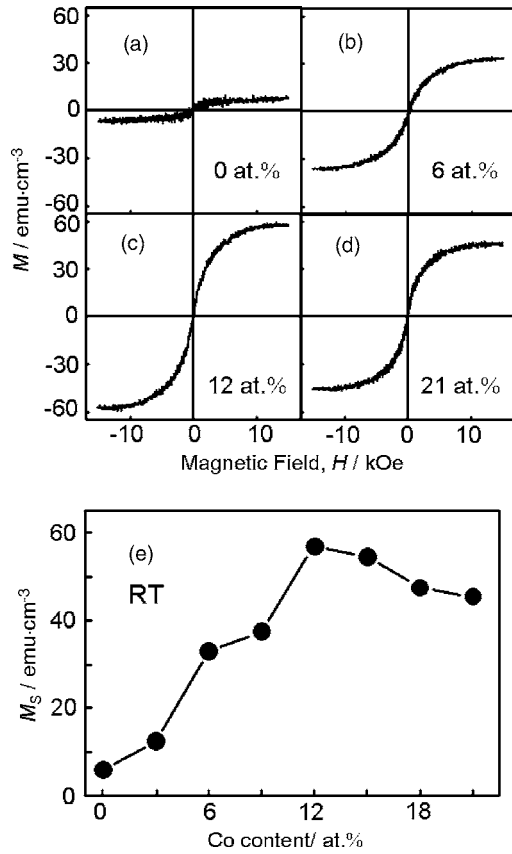 60
(a)
(b)
30
0
-30
0 at.%
6 at.%
-60
M / emu·cm⁻³
60
(c)
(d)
30
0
-30
12 at.%
21 at.%
-60
-10 0 10 -10 0 10
Magnetic Field, H / kOe
60
(e)
RT
40
20
0
Mₛ / emu·cm⁻³
0 6 12 18
Co content/ at.%